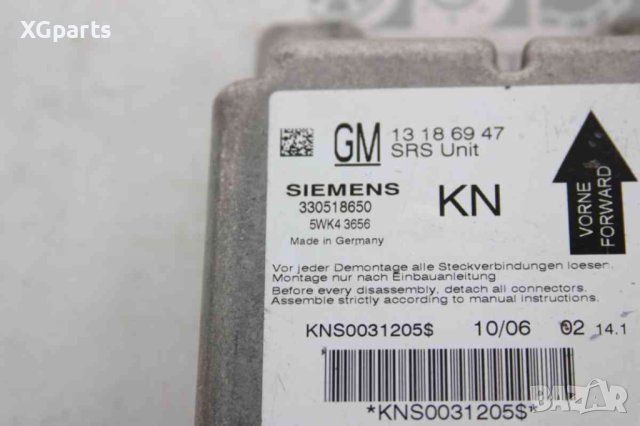 XGparts
GM
13 18 69 47
SRS Unit
SIEMENS
330518650
5WK4 3656
Made in Germany
KN
VORNE
FORWARD
Vor jeder Demontage alle Steckverbindungen loesen.
Montage nur nach Einbauanleitung
Before every disassembly, detach all connectors.
Assemble strictly according to manual instructions.
KNS0031205$ 10/06 02 14.1
*KNS0031205$*
BAZAR